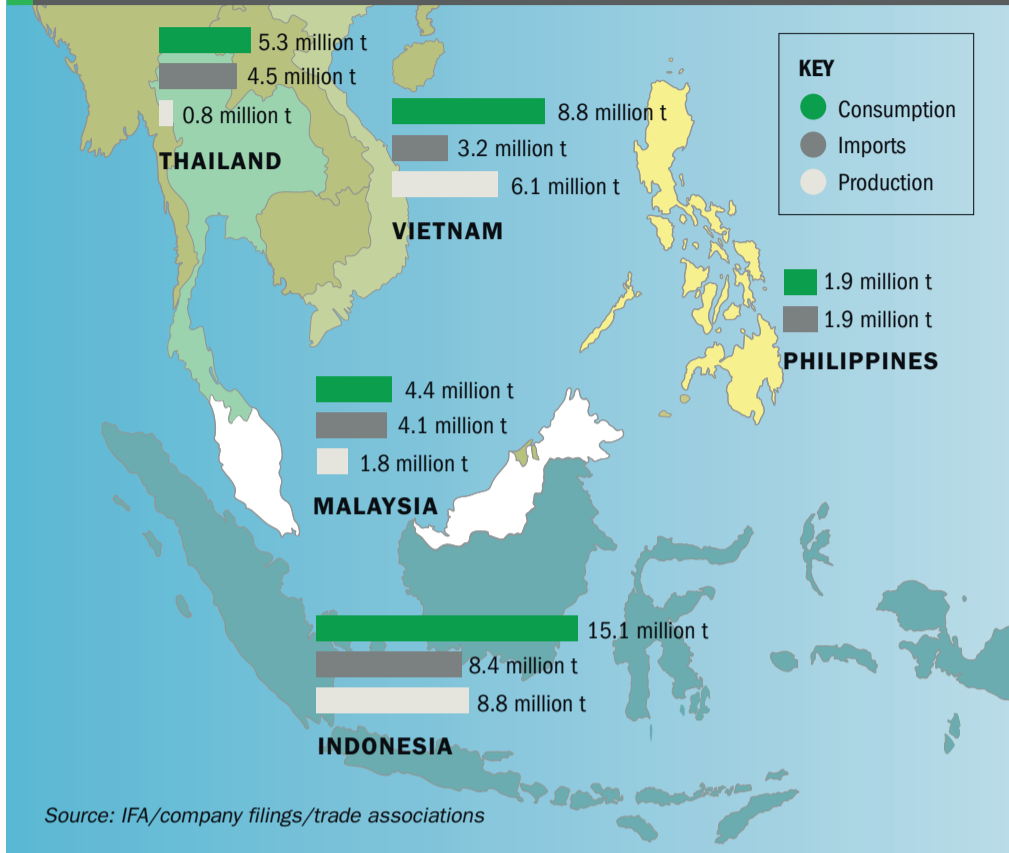 5.3 million t
4.5 million t
0.8 million t
THAILAND
8.8 million t
3.2 million t
6.1 million t
VIETNAM
KEY
Consumption
Imports
Production
1.9 million t
1.9 million t
PHILIPPINES
4.4 million t
4.1 million t
1.8 million t
MALAYSIA
15.1 million t
8.4 million t
8.8 million t
INDONESIA
Source: IFA/company filings/trade associations